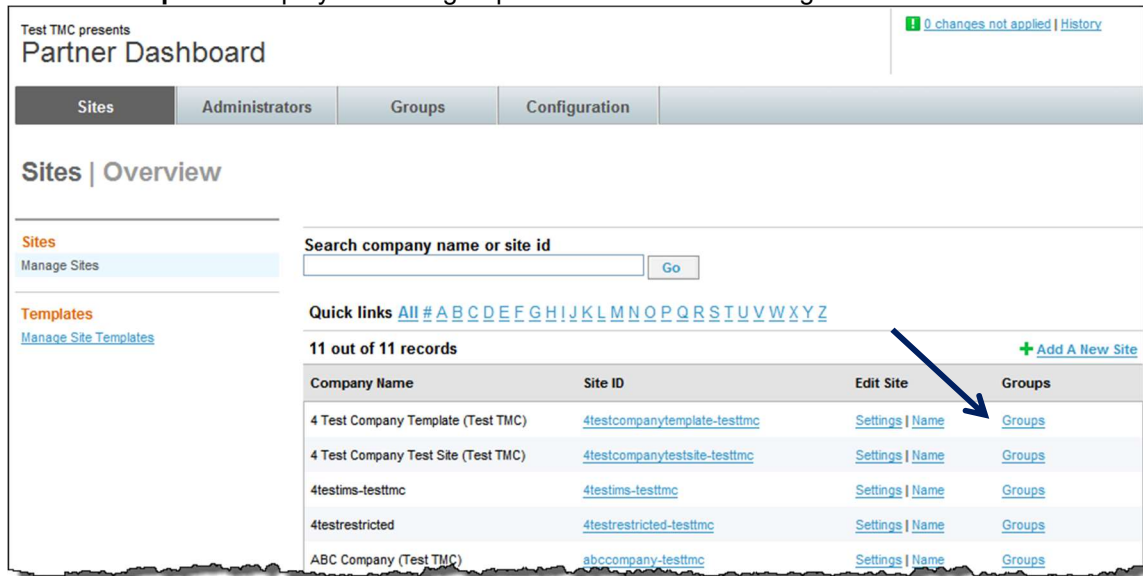 Test TMC presents
Partner Dashboard
0 changes not applied | History
Sites Administrators Groups Configuration
Sites | Overview
Sites
Manage Sites
Templates
Manage Site Templates
Search company name or site id
Go
Quick links All # A B C D E F G H I J K L M N O P Q R S T U V W X Y Z
11 out of 11 records + Add A New Site
Company Name Site ID Edit Site Groups
4 Test Company Template (Test TMC) 4testcompanytemplate-testtmc Settings | Name Groups
4 Test Company Test Site (Test TMC) 4testcompanytestsite-testtmc Settings | Name Groups
4testims-testtmc 4testims-testtmc Settings | Name Groups
4testrestricted 4testrestricted-testtmc Settings | Name Groups
ABC Company (Test TMC) abccompany-testtmc Settings | Name Groups